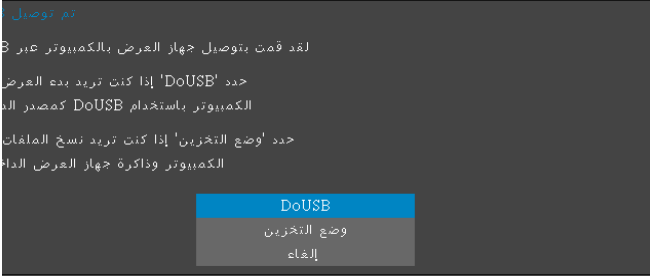 تم توصيل
لقد قمت بتوصيل جهاز العرض بالكمبيوتر عبر
حدد 'DoUSB' إذا كنت تريد بدء العرض
الكمبيوتر باستخدام DoUSB كمصدر
حدد 'وضع التخزين' إذا كنت تريد نسخ الملفات
الكمبيوتر وذاكرة جهاز العرض
DoUSB
وضع التخزين
إلغاء